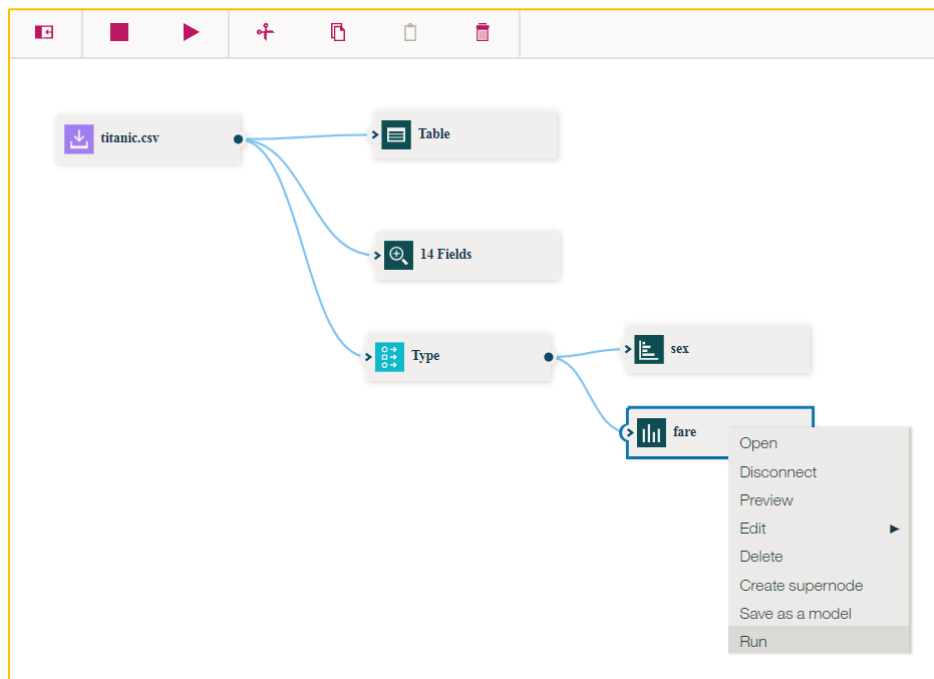 titanic.csv
Table
14 Fields
Type
sex
fare
Open
Disconnect
Preview
Edit
Delete
Create supernode
Save as a model
Run